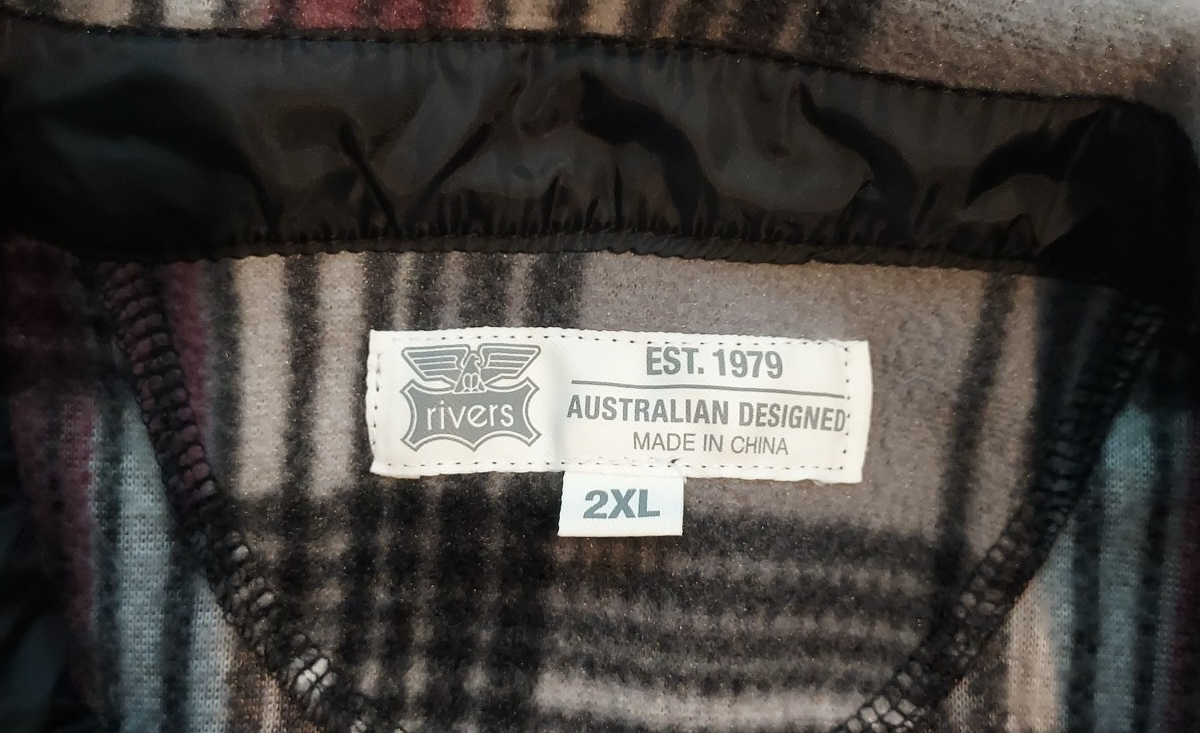 rivers
EST. 1979
AUSTRALIAN DESIGNED
MADE IN CHINA
2XL